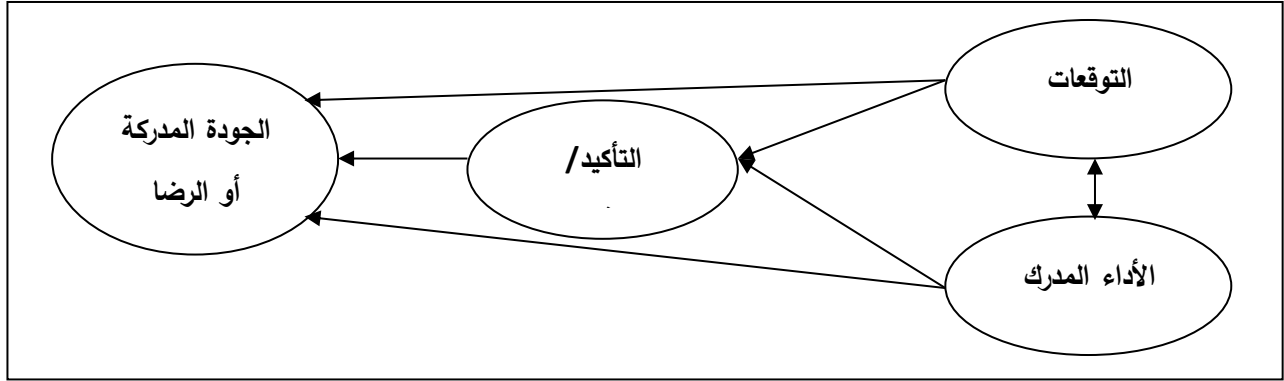 التوقعات
الجودة المدركة
أو الرضا
التأكيد/
الأداء المدرك